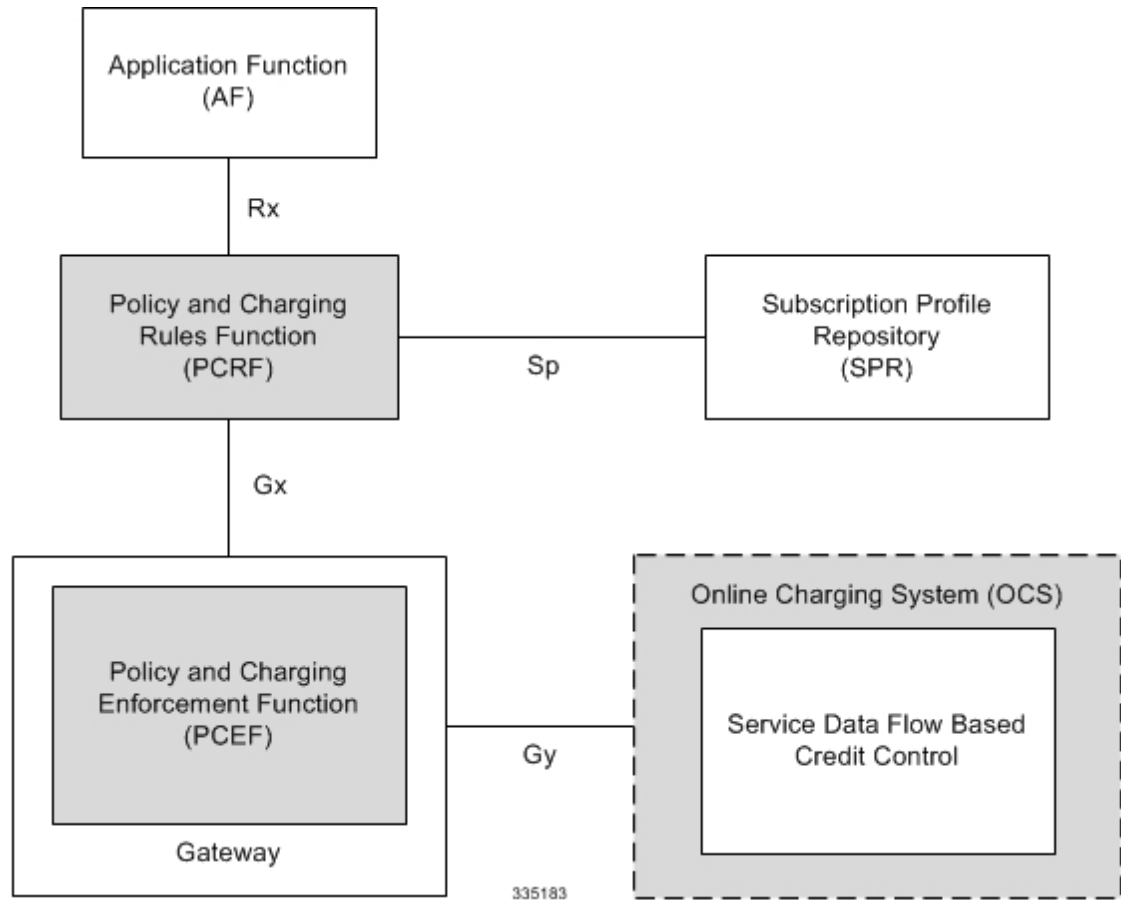 Application Function
(AF)
Rx
Policy and Charging
Rules Function
(PCRF)
Sp
Subscription Profile
Repository
(SPR)
Gx
Policy and Charging
Enforcement Function
(PCEF)
Gateway
Gy
Online Charging System (OCS)
Service Data Flow Based
Credit Control
335183